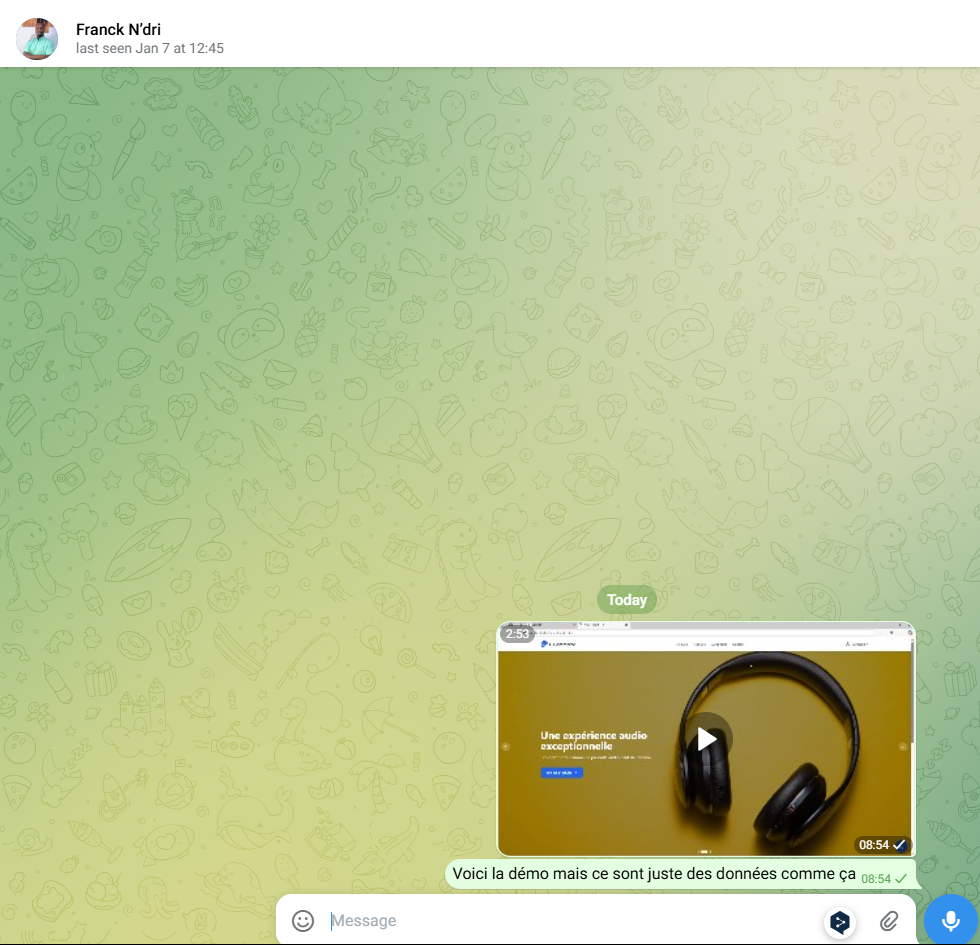 Franck N'dri
last seen Jan 7 at 12:45
Today
2:53
Une expérience audio
exceptionnelle
08:54
Voici la démo mais ce sont juste des données comme ça 08:54
Message